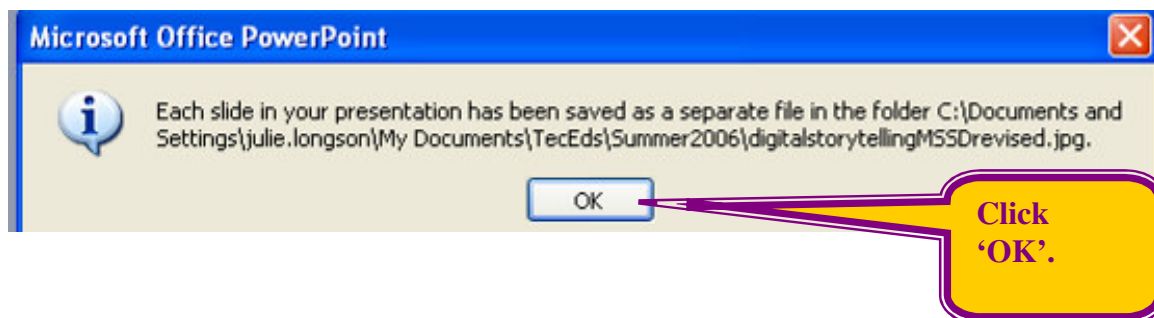 Microsoft Office PowerPoint
Each slide in your presentation has been saved as a separate file in the folder C:\Documents and
Settings\julie.longson\My Documents\TecEds\Summer2006\digitalstorytellingMSSDrevised.jpg.
OK
Click
‘OK’.